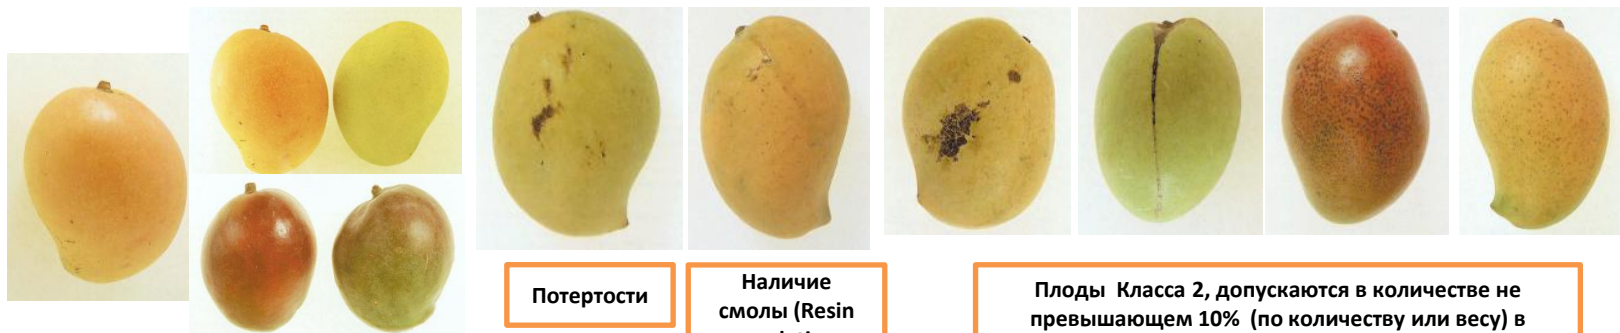 Потертости
Наличие
смолы (Resin
Плоды Класса 2, допускаются в количестве не
превышающем 10% (по количеству или весу) в